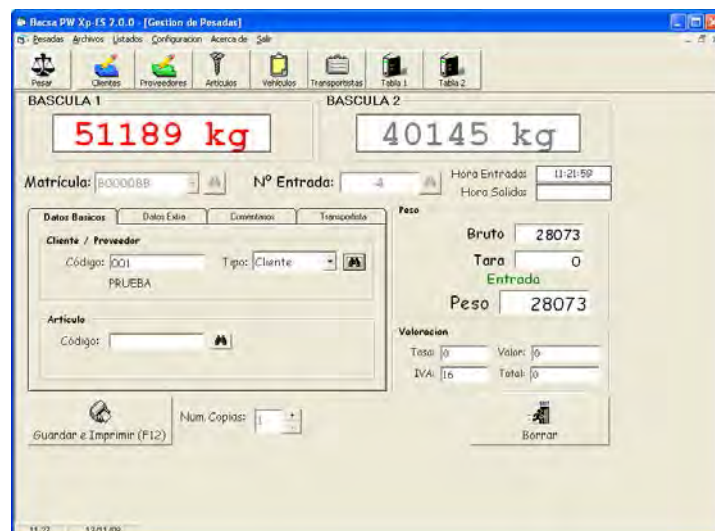 Bacsa PW Xp-ES 2.0.0 - [Gestion de Pesadas]
Pesadas Archivos Listados Configuracion Acerca de Salir
Pesar Clientes Proveedores Articulos Vehiculos Transportistas Tabla 1 Tabla 2
BASCULA 1 BASCULA 2
51189 kg 40145 kg
Matrícula: B0000BB Nº Entrada: -4 Hora Entrada: 11:21:59
Hora Salida:
Datos Basicos Datos Extra Comentarios Transportista Peso
Cliente / Proveedor Bruto 28073
Código: 001 Tipo: Cliente Tara 0
PRUEBA Entrada
Peso 28073
Articulo Valoracion
Código: Tasa: 0 Valor: 0
IVA: 16 Total: 0
Guardar e Imprimir (F12) Num. Copias: 1 Borrar